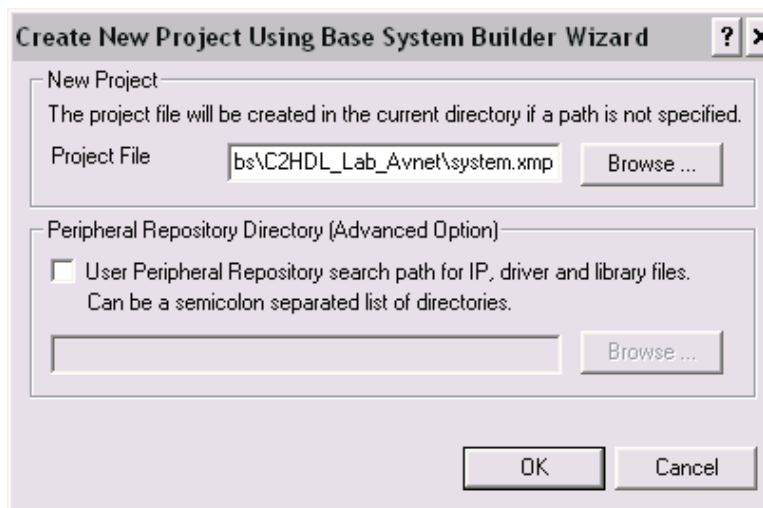 Create New Project Using Base System Builder Wizard
New Project
The project file will be created in the current directory if a path is not specified.
Project File bs\C2HDL_Lab_Avnet\system.xmp Browse ...
Peripheral Repository Directory (Advanced Option)
User Peripheral Repository search path for IP, driver and library files.
Can be a semicolon separated list of directories.
Browse ...
OK Cancel